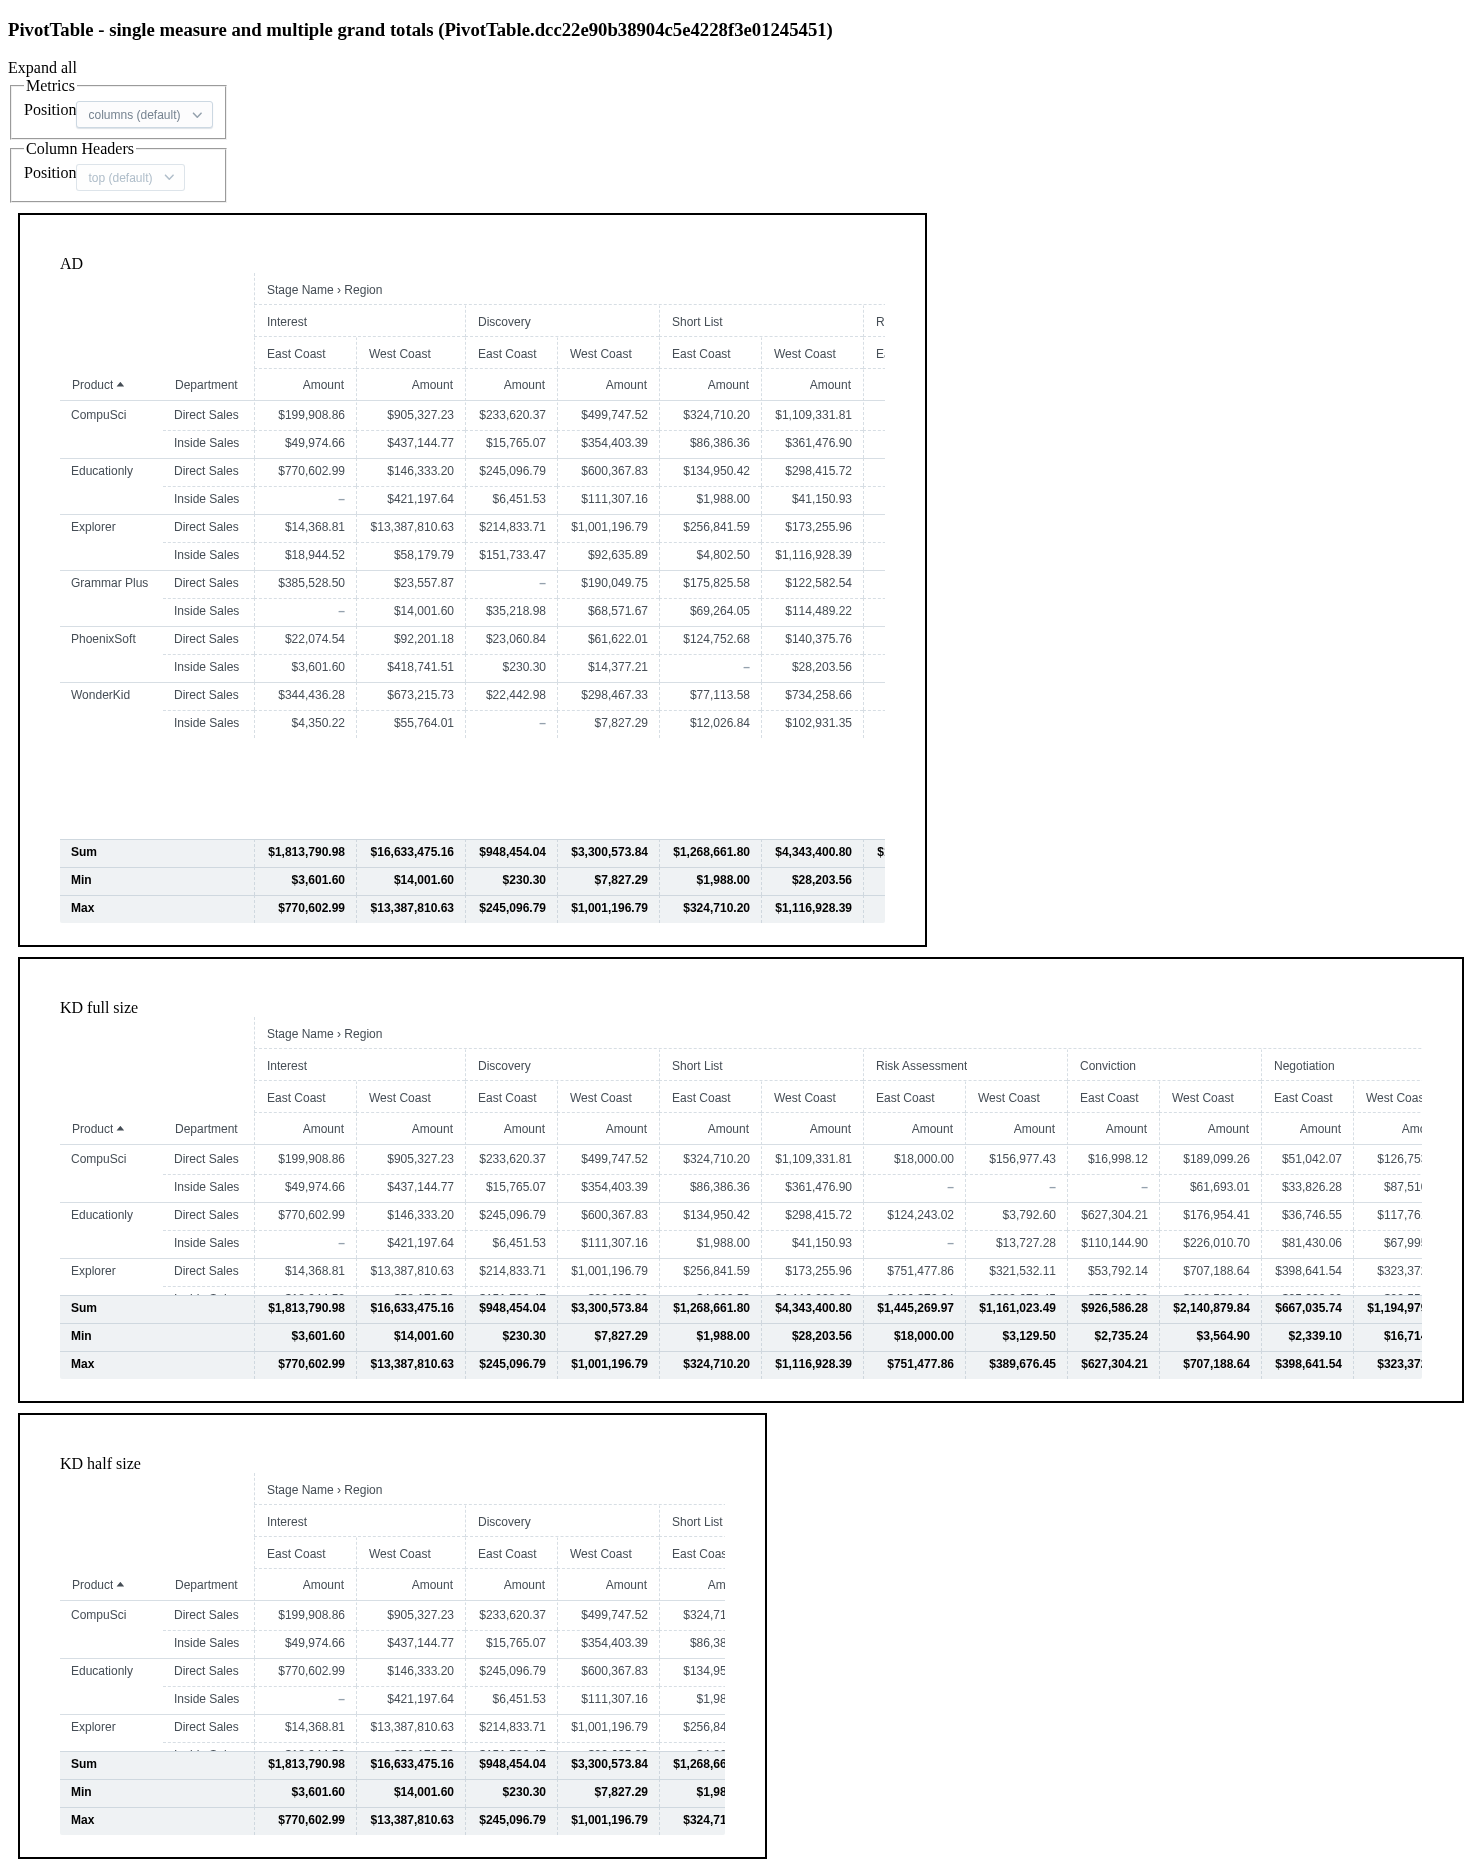 PivotTable - single measure and multiple grand totals (PivotTable.dcc22e90b38904c5e4228f3e01245451)
Expand all
Metrics
Position columns (default)
Column Headers
Position top (default)
AD
Stage Name › Region
Interest Discovery Short List R
East Coast West Coast East Coast West Coast East Coast West Coast E
Product Department Amount Amount Amount Amount Amount Amount
CompuSci Direct Sales $199,908.86 $905,327.23 $233,620.37 $499,747.52 $324,710.20 $1,109,331.81
Inside Sales $49,974.66 $437,144.77 $15,765.07 $354,403.39 $86,386.36 $361,476.90
Educationly Direct Sales $770,602.99 $146,333.20 $245,096.79 $600,367.83 $134,950.42 $298,415.72
Inside Sales – $421,197.64 $6,451.53 $111,307.16 $1,988.00 $41,150.93
Explorer Direct Sales $14,368.81 $13,387,810.63 $214,833.71 $1,001,196.79 $256,841.59 $173,255.96
Inside Sales $18,944.52 $58,179.79 $151,733.47 $92,635.89 $4,802.50 $1,116,928.39
Grammar Plus Direct Sales $385,528.50 $23,557.87 – $190,049.75 $175,825.58 $122,582.54
Inside Sales – $14,001.60 $35,218.98 $68,571.67 $69,264.05 $114,489.22
PhoenixSoft Direct Sales $22,074.54 $92,201.18 $23,060.84 $61,622.01 $124,752.68 $140,375.76
Inside Sales $3,601.60 $418,741.51 $230.30 $14,377.21 – $28,203.56
WonderKid Direct Sales $344,436.28 $673,215.73 $22,442.98 $298,467.33 $77,113.58 $734,258.66
Inside Sales $4,350.22 $55,764.01 – $7,827.29 $12,026.84 $102,931.35
Sum $1,813,790.98 $16,633,475.16 $948,454.04 $3,300,573.84 $1,268,661.80 $4,343,400.80 $
Min $3,601.60 $14,001.60 $230.30 $7,827.29 $1,988.00 $28,203.56
Max $770,602.99 $13,387,810.63 $245,096.79 $1,001,196.79 $324,710.20 $1,116,928.39
KD full size
Stage Name › Region
Interest Discovery Short List Risk Assessment Conviction Negotiation
East Coast West Coast East Coast West Coast East Coast West Coast East Coast West Coast East Coast West Coast East Coast West Coas
Product Department Amount Amount Amount Amount Amount Amount Amount Amount Amount Amount Amount Amo
CompuSci Direct Sales $199,908.86 $905,327.23 $233,620.37 $499,747.52 $324,710.20 $1,109,331.81 $18,000.00 $156,977.43 $16,998.12 $189,099.26 $51,042.07 $126,75
Inside Sales $49,974.66 $437,144.77 $15,765.07 $354,403.39 $86,386.36 $361,476.90 – – – $61,693.01 $33,826.28 $87,51
Educationly Direct Sales $770,602.99 $146,333.20 $245,096.79 $600,367.83 $134,950.42 $298,415.72 $124,243.02 $3,792.60 $627,304.21 $176,954.41 $36,746.55 $117,76
Inside Sales – $421,197.64 $6,451.53 $111,307.16 $1,988.00 $41,150.93 – $13,727.28 $110,144.90 $226,010.70 $81,430.06 $67,99
Explorer Direct Sales $14,368.81 $13,387,810.63 $214,833.71 $1,001,196.79 $256,841.59 $173,255.96 $751,477.86 $321,532.11 $53,792.14 $707,188.64 $398,641.54 $323,37
Sum $1,813,790.98 $16,633,475.16 $948,454.04 $3,300,573.84 $1,268,661.80 $4,343,400.80 $1,445,269.97 $1,161,023.49 $926,586.28 $2,140,879.84 $667,035.74 $1,194,97
Min $3,601.60 $14,001.60 $230.30 $7,827.29 $1,988.00 $28,203.56 $18,000.00 $3,129.50 $2,735.24 $3,564.90 $2,339.10 $16,71
Max $770,602.99 $13,387,810.63 $245,096.79 $1,001,196.79 $324,710.20 $1,116,928.39 $751,477.86 $389,676.45 $627,304.21 $707,188.64 $398,641.54 $323,37
KD half size
Stage Name › Region
Interest Discovery Short List
East Coast West Coast East Coast West Coast East Coas
Product Department Amount Amount Amount Amount Am
CompuSci Direct Sales $199,908.86 $905,327.23 $233,620.37 $499,747.52 $324,71
Inside Sales $49,974.66 $437,144.77 $15,765.07 $354,403.39 $86,38
Educationly Direct Sales $770,602.99 $146,333.20 $245,096.79 $600,367.83 $134,95
Inside Sales – $421,197.64 $6,451.53 $111,307.16 $1,98
Explorer Direct Sales $14,368.81 $13,387,810.63 $214,833.71 $1,001,196.79 $256,84
Sum $1,813,790.98 $16,633,475.16 $948,454.04 $3,300,573.84 $1,268,66
Min $3,601.60 $14,001.60 $230.30 $7,827.29 $1,98
Max $770,602.99 $13,387,810.63 $245,096.79 $1,001,196.79 $324,71